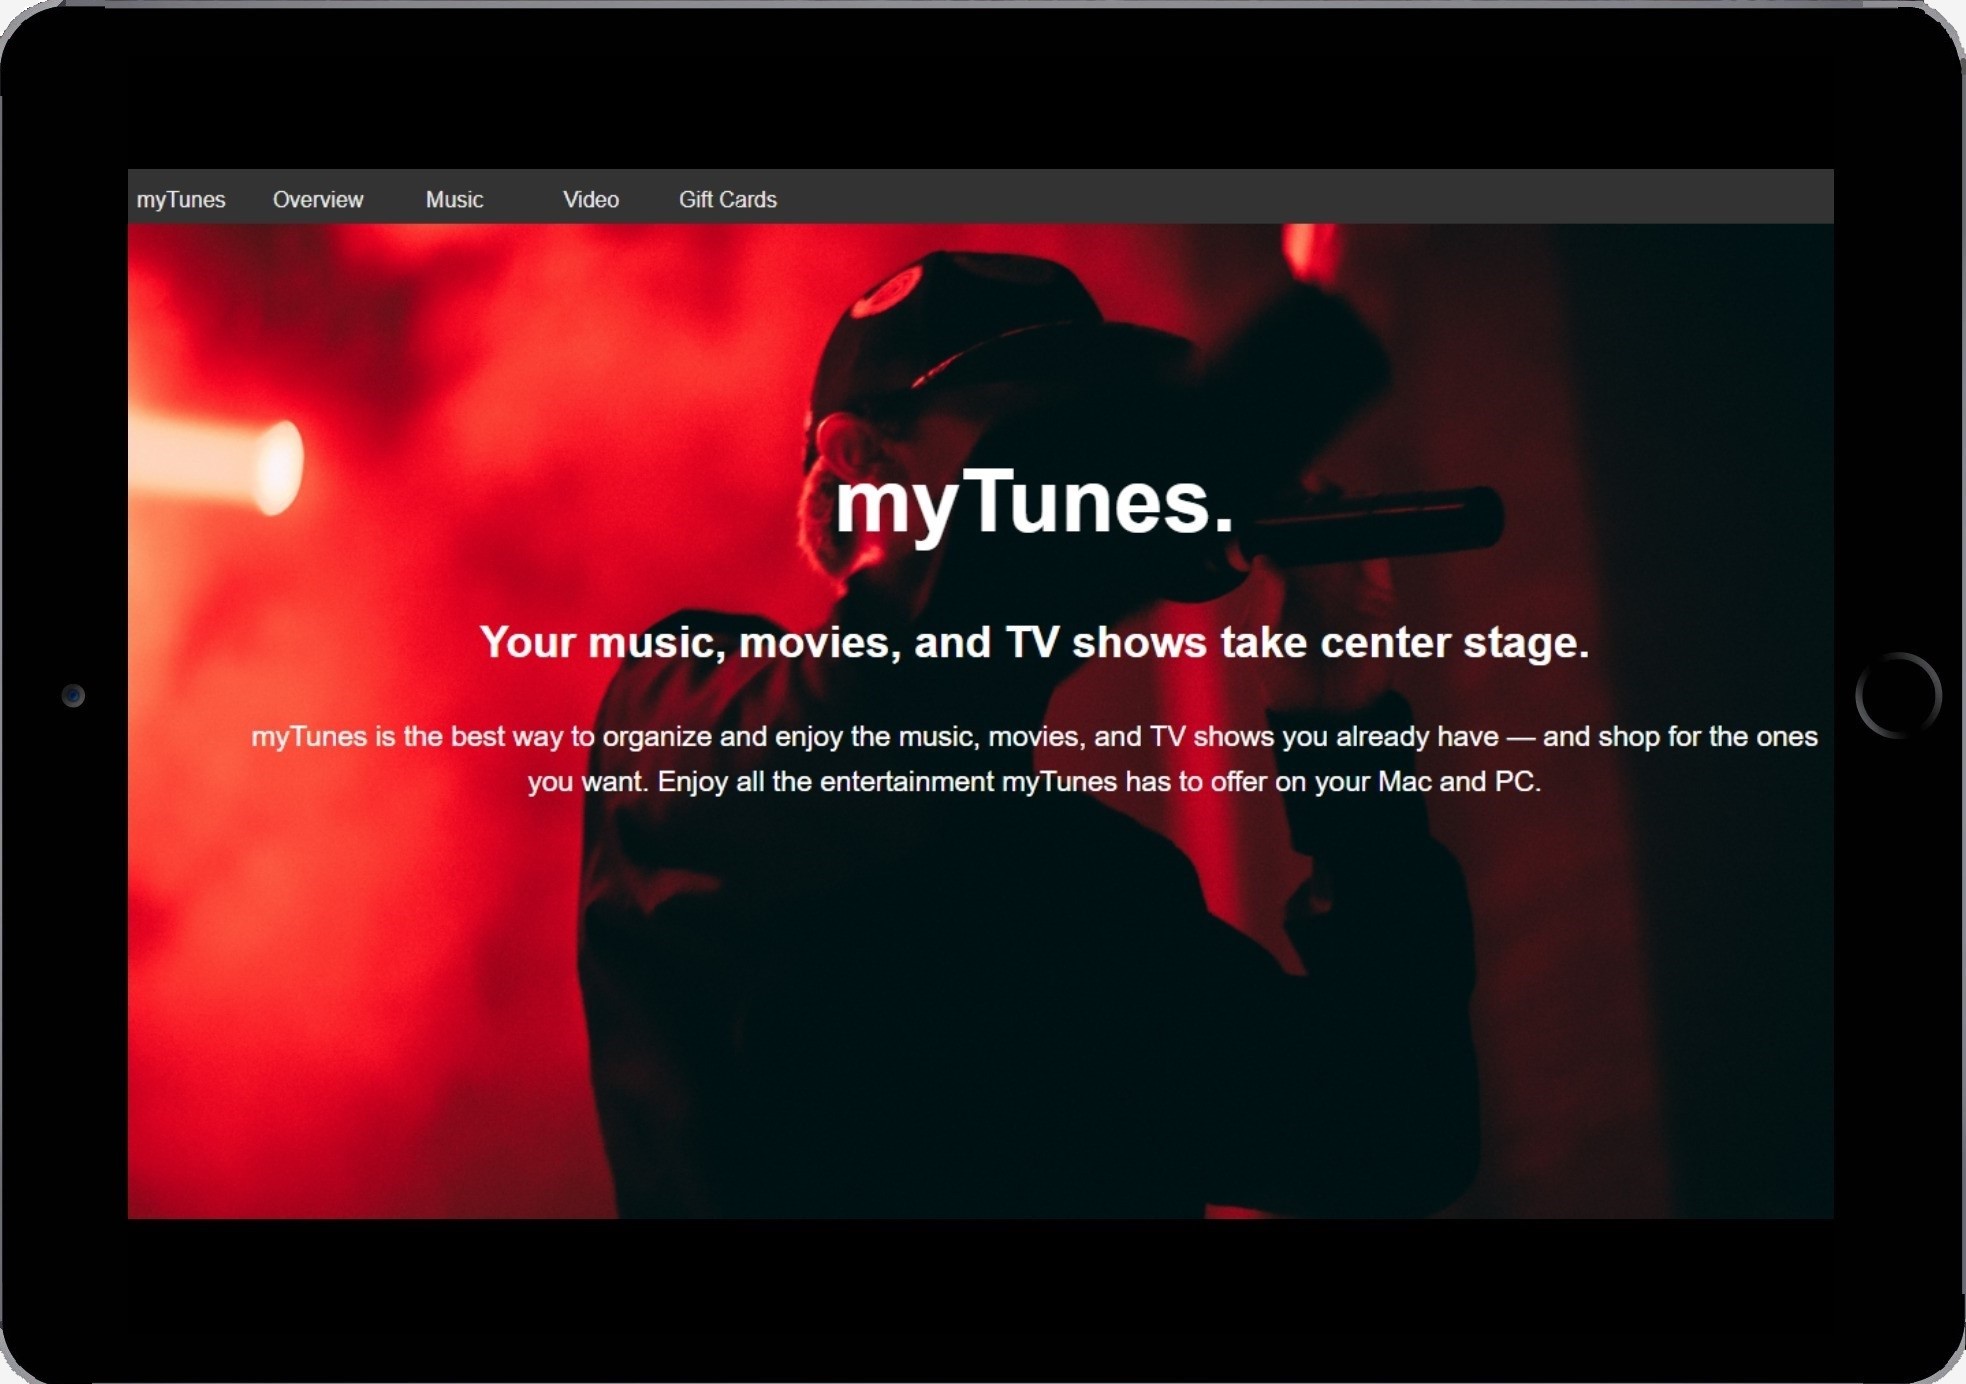 myTunes Overview Music Video Gift Cards
myTunes.
Your music, movies, and TV shows take center stage.
myTunes is the best way to organize and enjoy the music, movies, and TV shows you already have — and shop for the ones
you want. Enjoy all the entertainment myTunes has to offer on your Mac and PC.